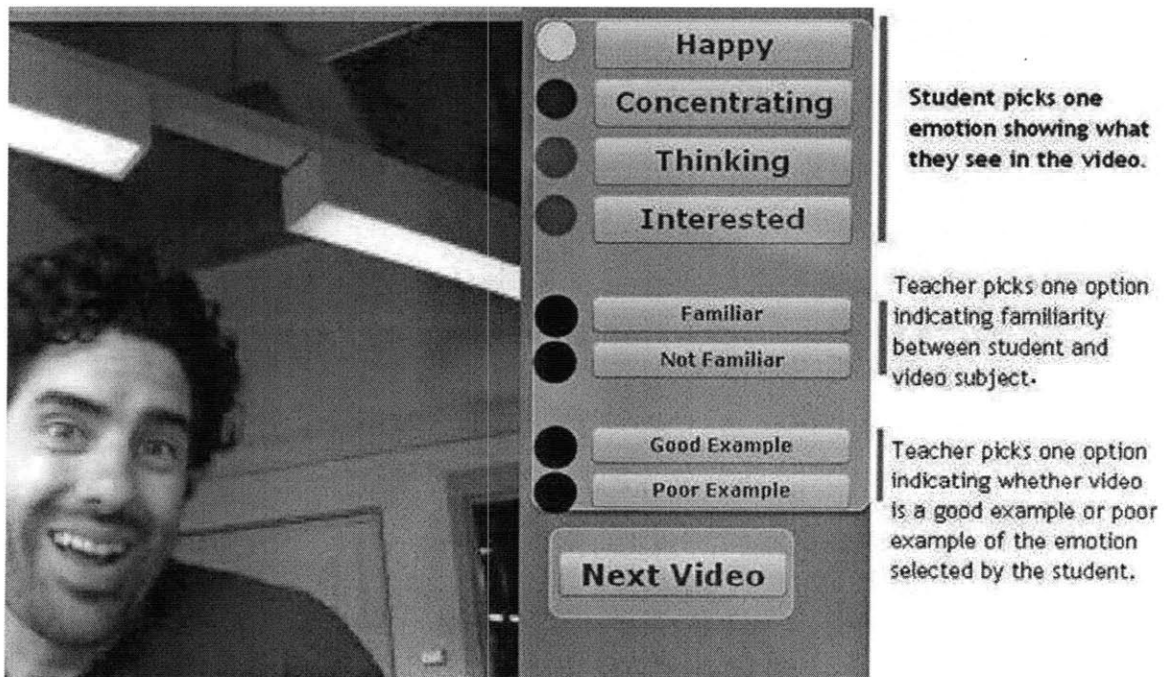 Happy
Concentrating
Thinking
Interested
Student picks one
emotion showing what
they see in the video.
Familiar
Not Familiar
Teacher picks one option
indicating familiarity
between student and
video subject.
Good Example
Poor Example
Teacher picks one option
indicating whether video
is a good example or poor
example of the emotion
selected by the student.
Next Video